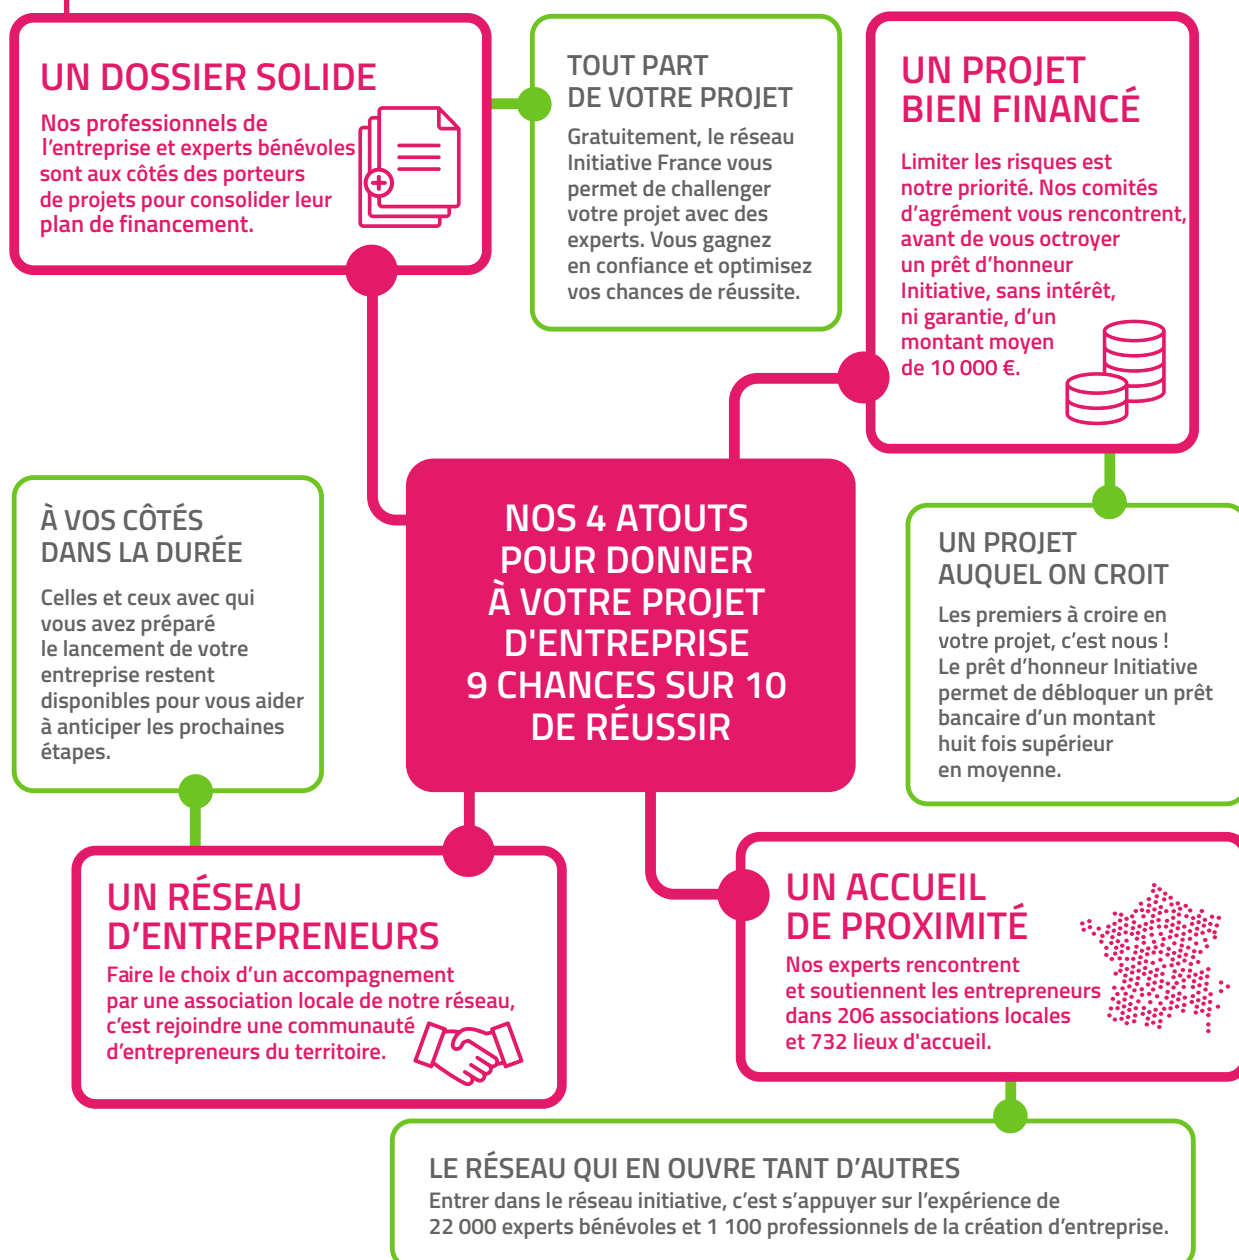 UN DOSSIER SOLIDE
Nos professionnels de
l’entreprise et experts bénévoles
sont aux côtés des porteurs
de projets pour consolider leur
plan de financement.
TOUT PART
DE VOTRE PROJET
Gratuitement, le réseau
Initiative France vous
permet de challenger
votre projet avec des
experts. Vous gagnez
en confiance et optimisez
vos chances de réussite.
UN PROJET
BIEN FINANCÉ
Limiter les risques est
notre priorité. Nos comités
d’agrément vous rencontrent,
avant de vous octroyer
un prêt d’honneur
Initiative, sans intérêt,
ni garantie, d’un
montant moyen
de 10 000 €.
NOS 4 ATOUTS
POUR DONNER
À VOTRE PROJET
D'ENTREPRISE
9 CHANCES SUR 10
DE RÉUSSIR
À VOS CÔTÉS
DANS LA DURÉE
Celles et ceux avec qui
vous avez préparé
le lancement de votre
entreprise restent
disponibles pour vous aider
à anticiper les prochaines
étapes.
UN PROJET
AUQUEL ON CROIT
Les premiers à croire en
votre projet, c’est nous !
Le prêt d’honneur Initiative
permet de débloquer un prêt
bancaire d’un montant
huit fois supérieur
en moyenne.
UN RÉSEAU
D’ENTREPRENEURS
Faire le choix d’un accompagnement
par une association locale de notre réseau,
c’est rejoindre une communauté
d’entrepreneurs du territoire.
UN ACCUEIL
DE PROXIMITÉ
Nos experts rencontrent
et soutiennent les entrepreneurs
dans 206 associations locales
et 732 lieux d'accueil.
LE RÉSEAU QUI EN OUVRE TANT D’AUTRES
Entrer dans le réseau initiative, c’est s’appuyer sur l’expérience de
22 000 experts bénévoles et 1 100 professionnels de la création d’entreprise.